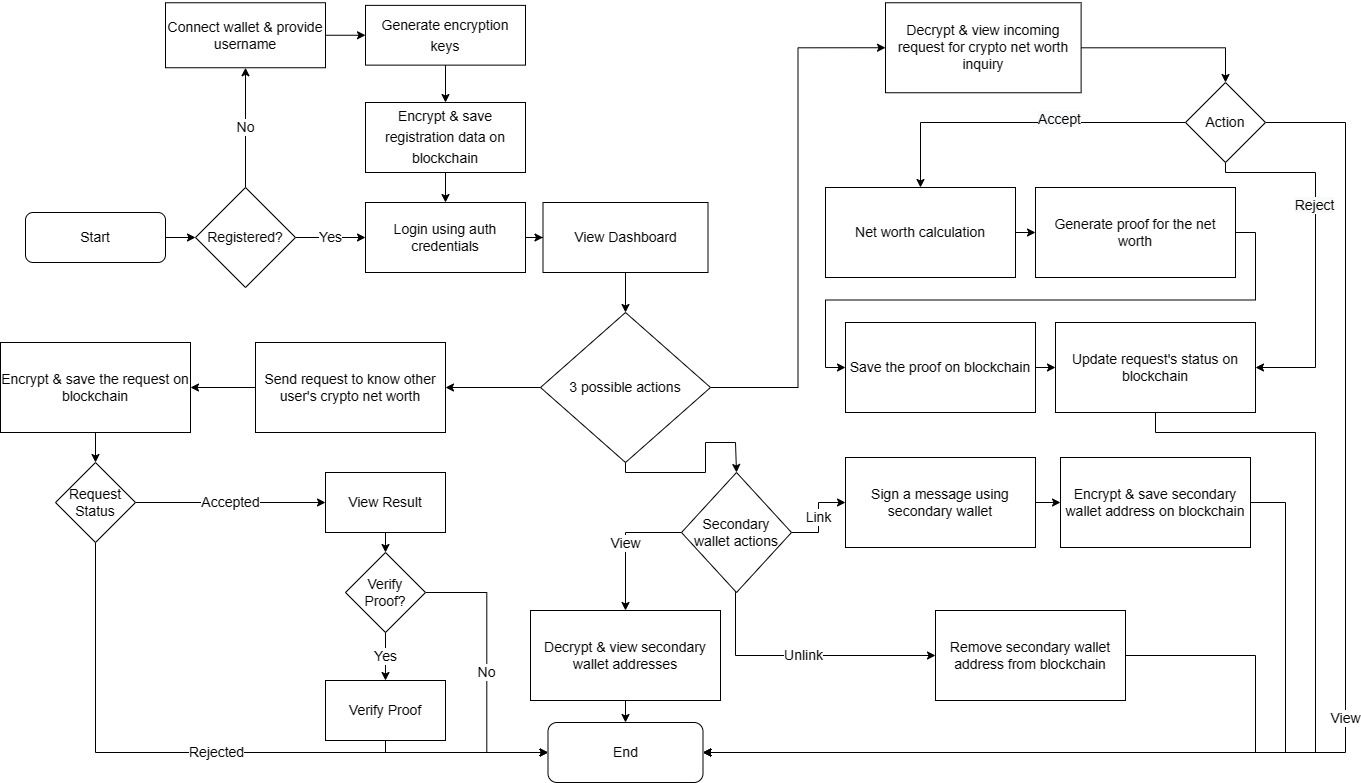 Connect wallet & provide
username
Generate encryption
keys
Decrypt & view incoming
request for crypto net worth
inquiry
No
Encrypt & save
registration data on
blockchain
Accept
Action
Reject
Start
Registered?
Yes
Login using auth
credentials
View Dashboard
Net worth calculation
Generate proof for the net
worth
Encrypt & save the request on
blockchain
Send request to know other
user's crypto net worth
3 possible actions
Save the proof on blockchain
Update request's status on
blockchain
Request
Status
Accepted
View Result
Secondary
wallet actions
Link
Sign a message using
secondary wallet
Encrypt & save secondary
wallet address on blockchain
View
Verify
Proof?
Yes
No
Decrypt & view secondary
wallet addresses
Unlink
Remove secondary wallet
address from blockchain
Verify Proof
View
Rejected
End